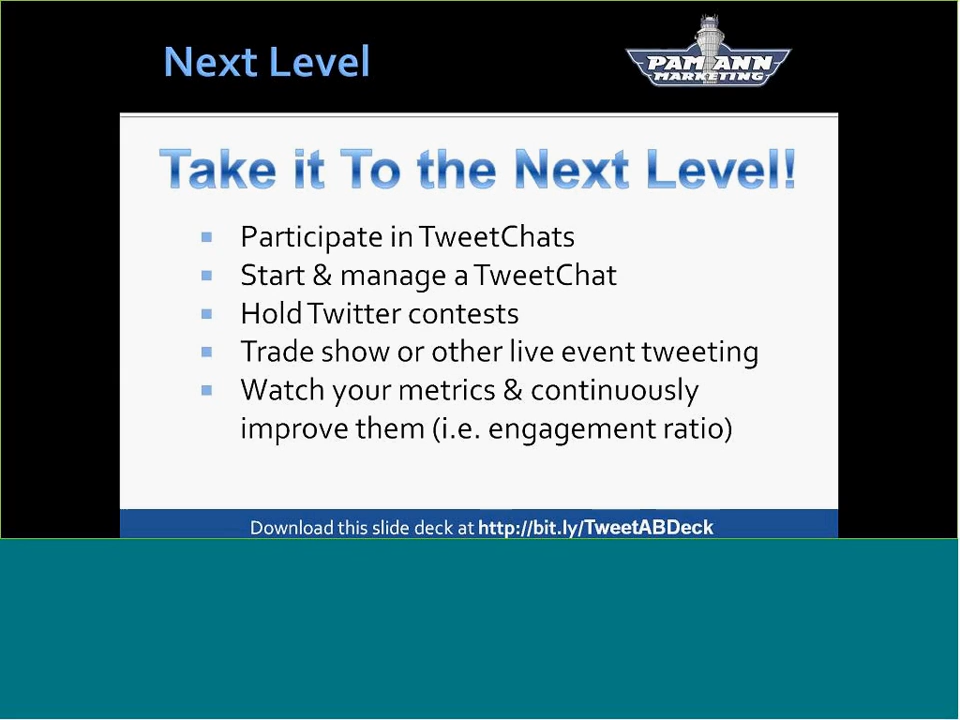 Next Level
PAM ANN
MARKETING
Take it To the Next Level!
Participate in TweetChats
Start & manage a TweetChat
Hold Twitter contests
Trade show or other live event tweeting
Watch your metrics & continuously
improve them (i.e. engagement ratio)
Download this slide deck at http://bit.ly/TweetABDeck